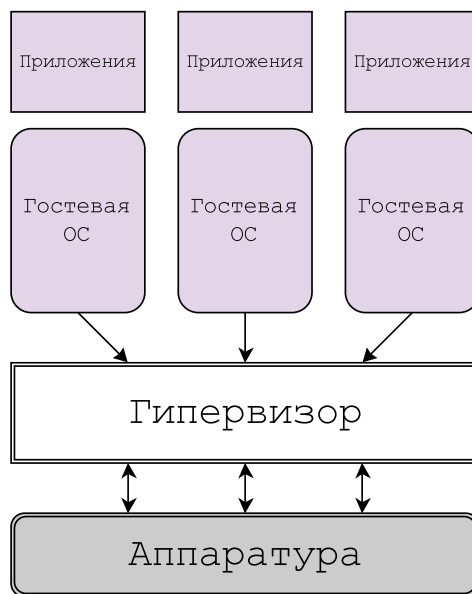 Приложения Приложения Приложения
Гостевая Гостевая Гостевая
ОС ОС ОС
Гипервизор
Аппаратура